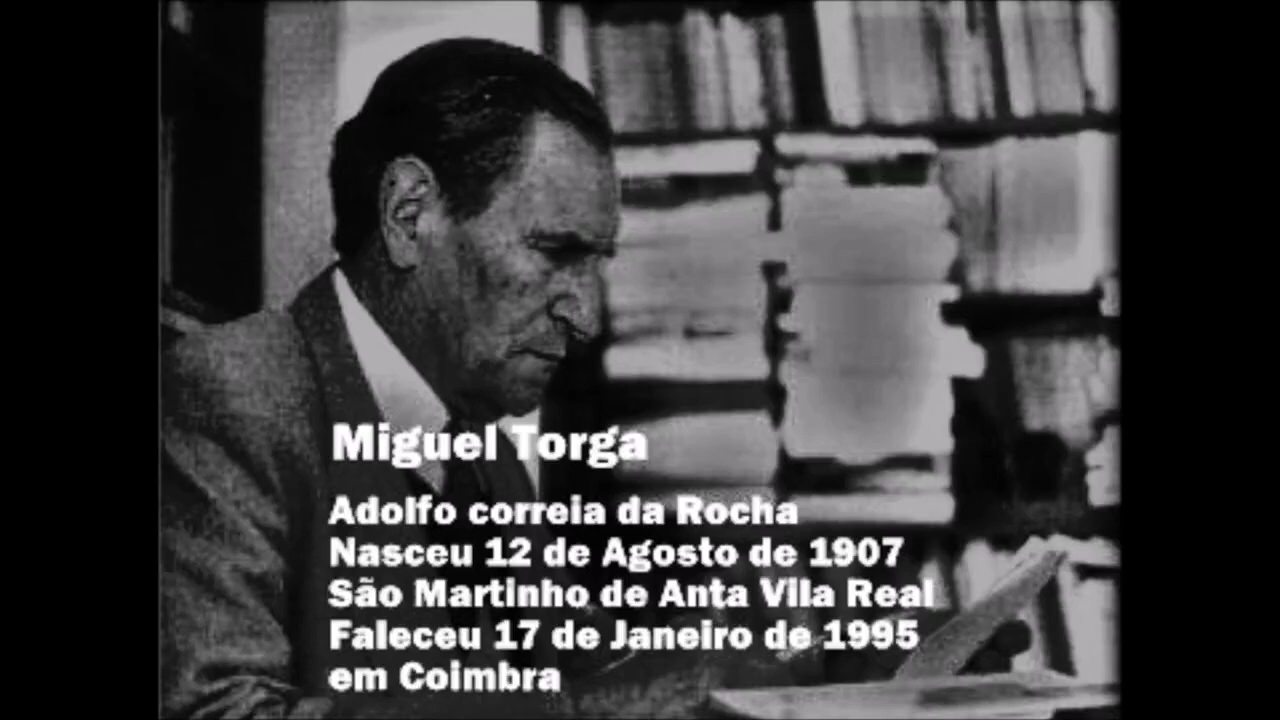 Miguel Torga
Adolfo correia da Rocha
Nasceu 12 de Agosto de 1907
São Martinho de Anta Vila Real
Faleceu 17 de Janeiro de 1995
em Coimbra